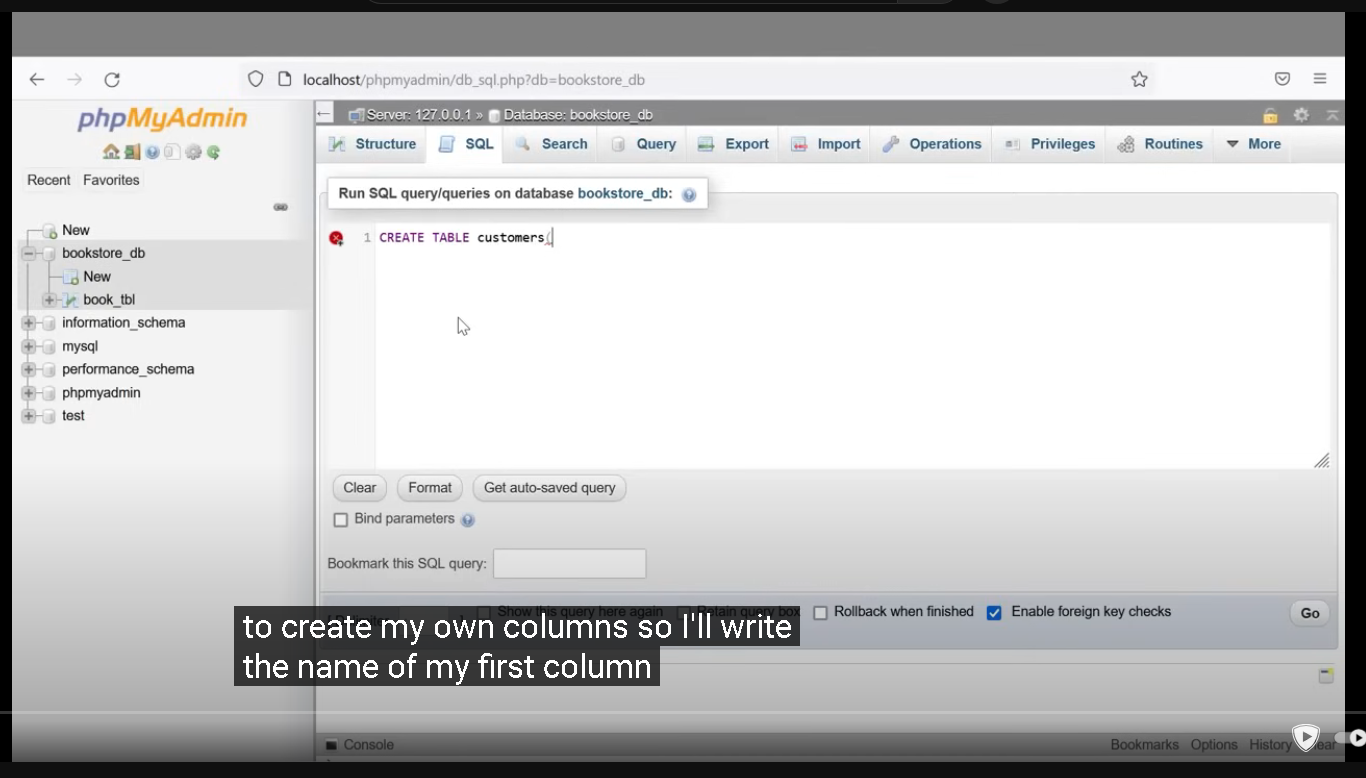 localhost/phpmyadmin/db_sql.php?db=bookstore_db
phpMyAdmin
Server: 127.0.0.1 » Database: bookstore_db
Structure SQL Search Query Export Import Operations Privileges Routines More
Recent Favorites
Run SQL query/queries on database bookstore_db:
New
bookstore_db
New
book_tbl
information_schema
mysql
performance_schema
phpmyadmin
test
1 CREATE TABLE customers(
Clear Format Get auto-saved query
Bind parameters
Bookmark this SQL query:
Show this query here again Retain query box Rollback when finished Enable foreign key checks Go
to create my own columns so I'll write
the name of my first column
Console Bookmarks Options History